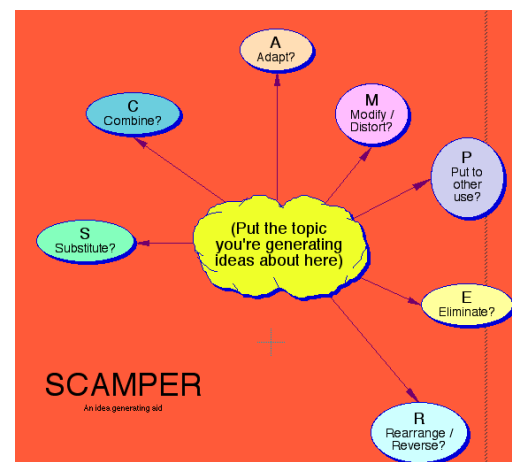 A
Adapt?
C
Combine?
M
Modify /
Distort?
P
Put to
other
use?
(Put the topic
you're generating
ideas about here)
S
Substitute?
E
Eliminate?
SCAMPER
An idea generating aid
R
Rearrange /
Reverse?